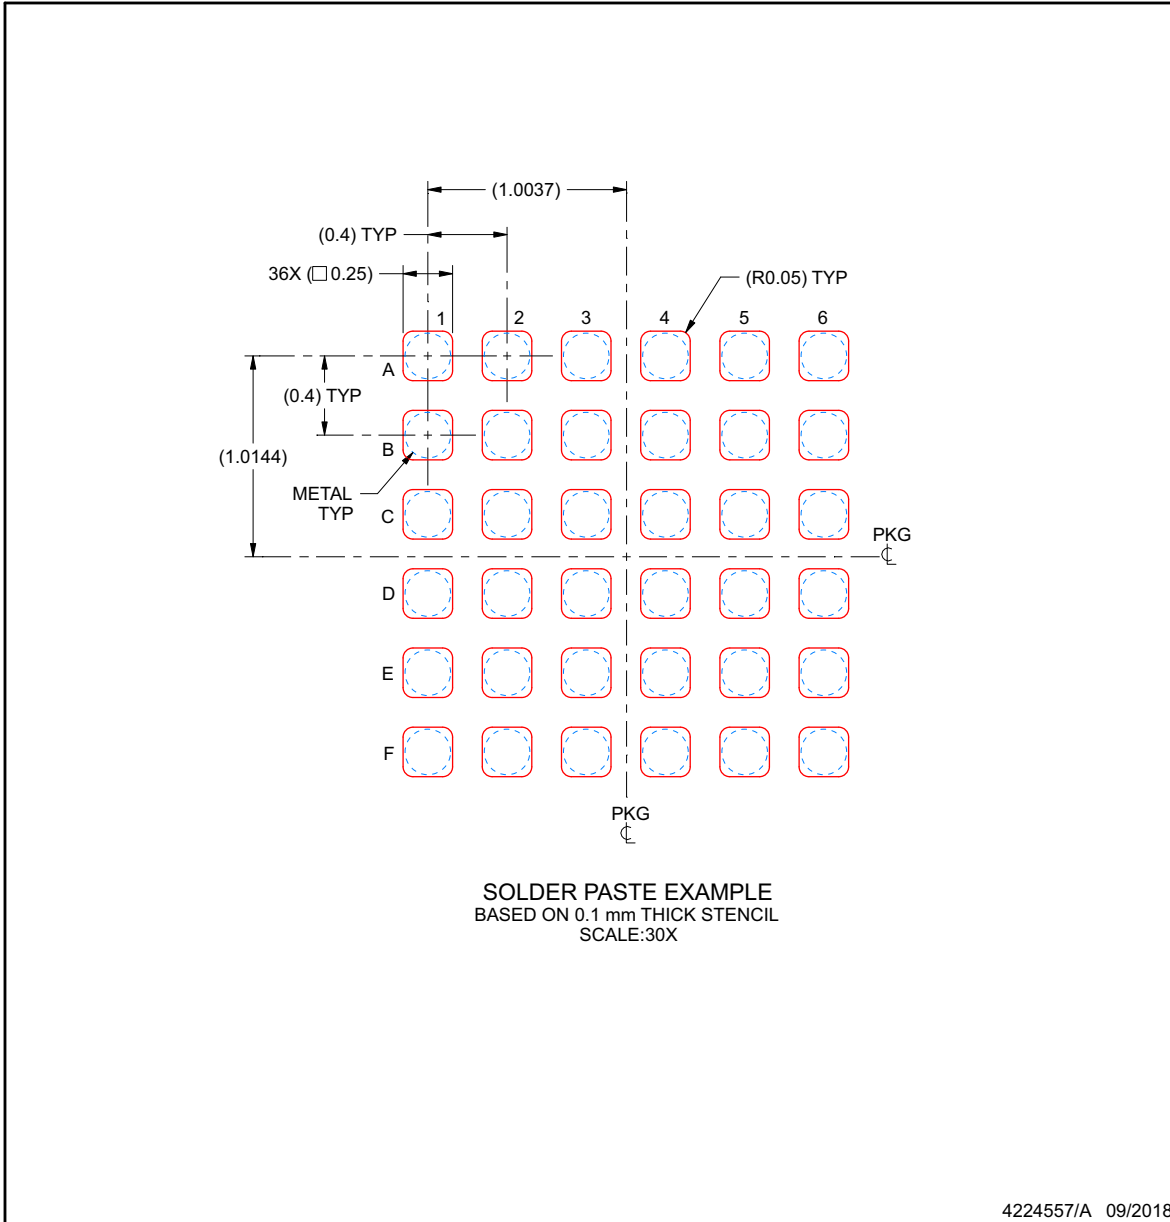 (1.0037)
(0.4) TYP
36X (□ 0.25)
(R0.05) TYP
1 2 3 4 5 6
A
(0.4) TYP
B
(1.0144)
METAL
TYP
C
PKG
℄
D
E
F
PKG
℄
SOLDER PASTE EXAMPLE
BASED ON 0.1 mm THICK STENCIL
SCALE:30X
4224557/A 09/2018